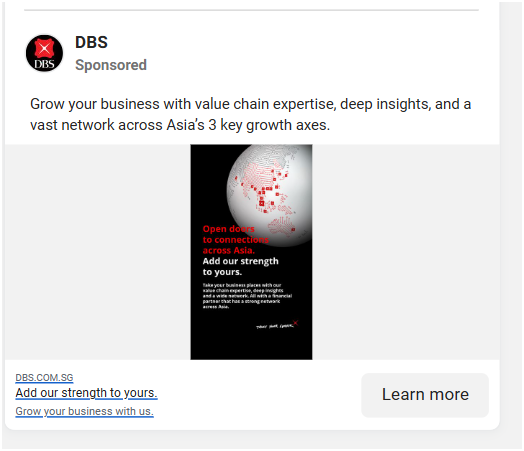 DBS
DBS
Sponsored
Grow your business with value chain expertise, deep insights, and a
vast network across Asia's 3 key growth axes.
Open doors
to connections
across Asia.
Add our strength
to yours.
Take your business places with our
value chain expertise, deep insights
and a wide network. All with a financial
partner that has a strong network
across Asia.
DBS.COM.SG
Add our strength to yours.
Grow your business with us.
Learn more